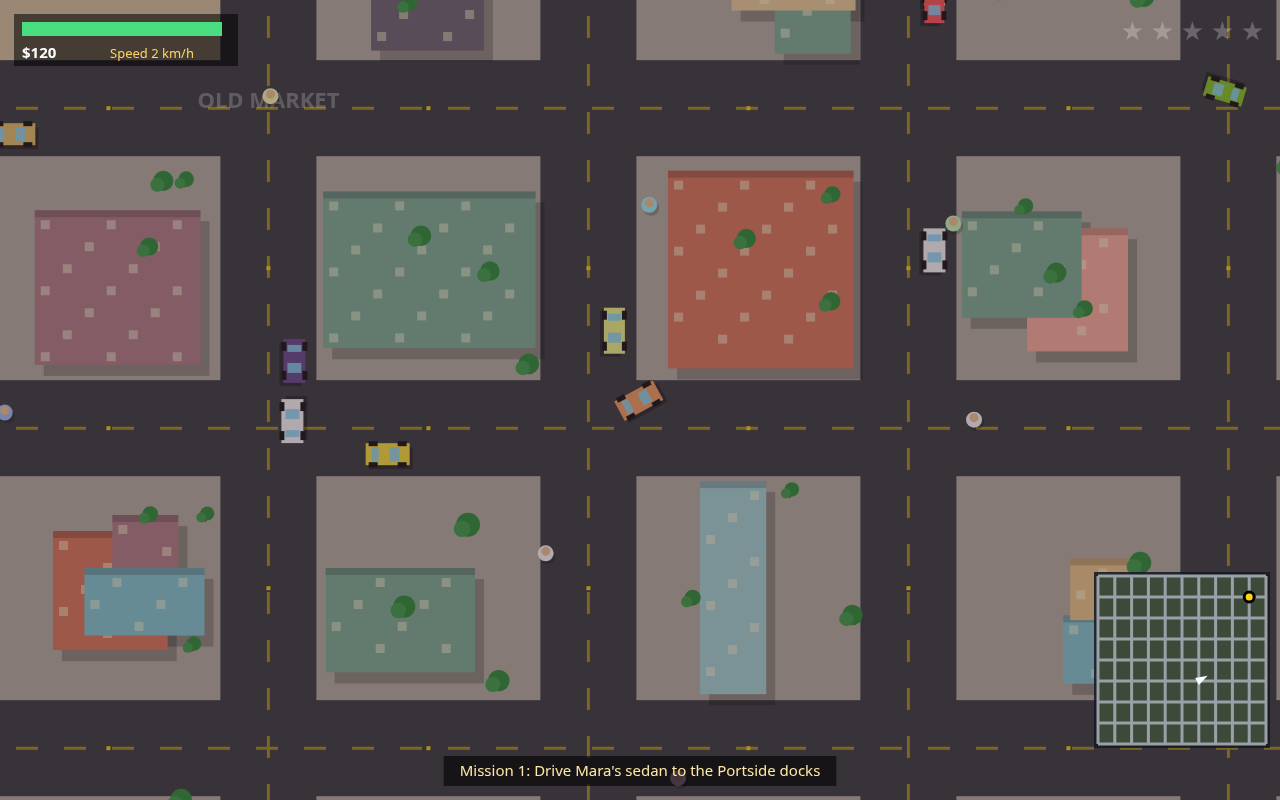 $120 Speed 2 km/h
OLD MARKET
Mission 1: Drive Mara's sedan to the Portside docks